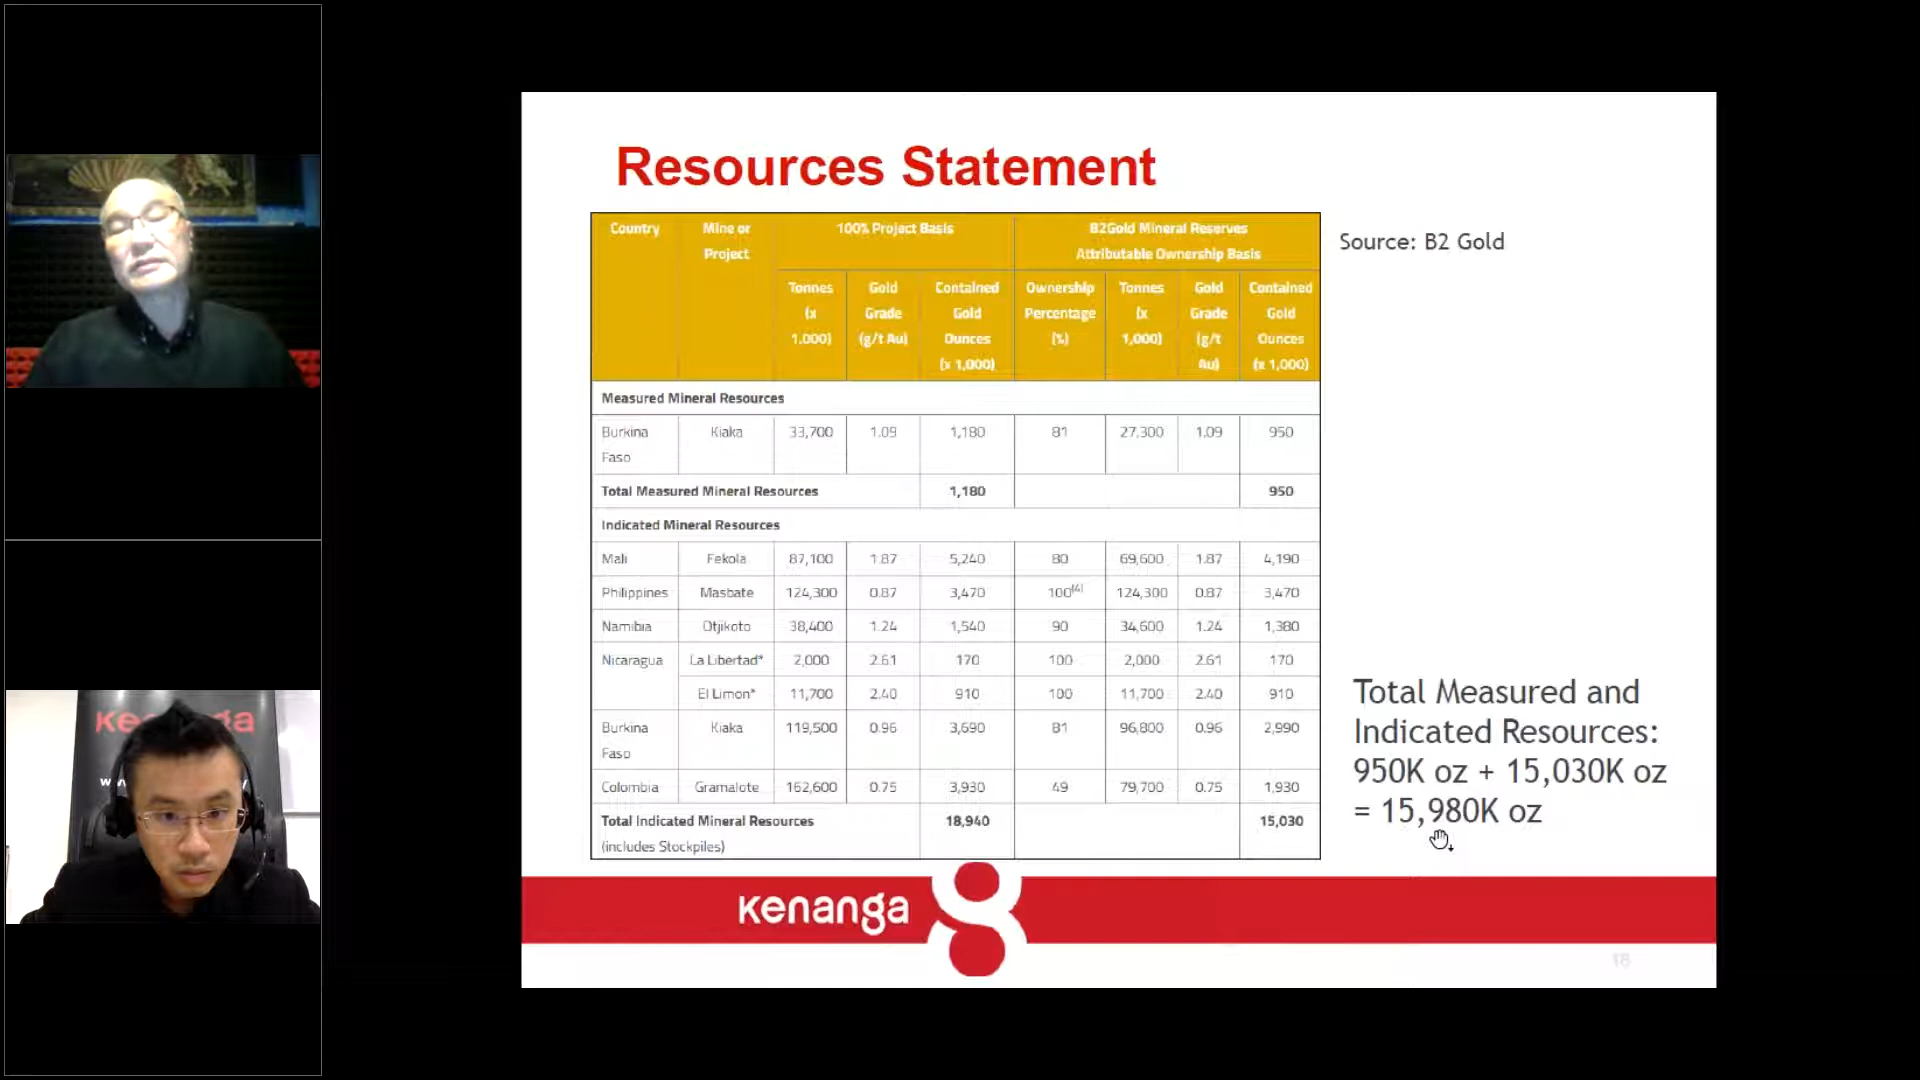 Resources Statement
Source: B2 Gold
Country Mine or Project 100% Project Basis B2Gold Mineral Reserves Attributable Ownership Basis
Tonnes (x 1,000) Gold Grade (g/t Au) Contained Gold Ounces (x 1,000) Ownership Percentage (%) Tonnes (x 1,000) Gold Grade (g/t Au) Contained Gold Ounces (x 1,000)
Measured Mineral Resources
Burkina Faso Kiaka 33,700 1.09 1,180 81 27,300 1.09 950
Total Measured Mineral Resources 1,180 950
Indicated Mineral Resources
Mali Fekola 87,100 1.87 5,240 80 69,600 1.87 4,190
Philippines Masbate 124,300 0.87 3,470 100(4) 124,300 0.87 3,470
Namibia Otjikoto 38,400 1.24 1,540 90 34,600 1.24 1,380
Nicaragua La Libertad* 2,000 2.61 170 100 2,000 2.61 170
El Limon* 11,700 2.40 910 100 11,700 2.40 910
Burkina Faso Kiaka 119,500 0.96 3,690 81 96,800 0.96 2,990
Colombia Gramalote 162,600 0.75 3,930 49 79,700 0.75 1,930
Total Indicated Mineral Resources 18,940 15,030
(includes Stockpiles)
Total Measured and
Indicated Resources:
950K oz + 15,030K oz
= 15,980K oz
kenanga
18